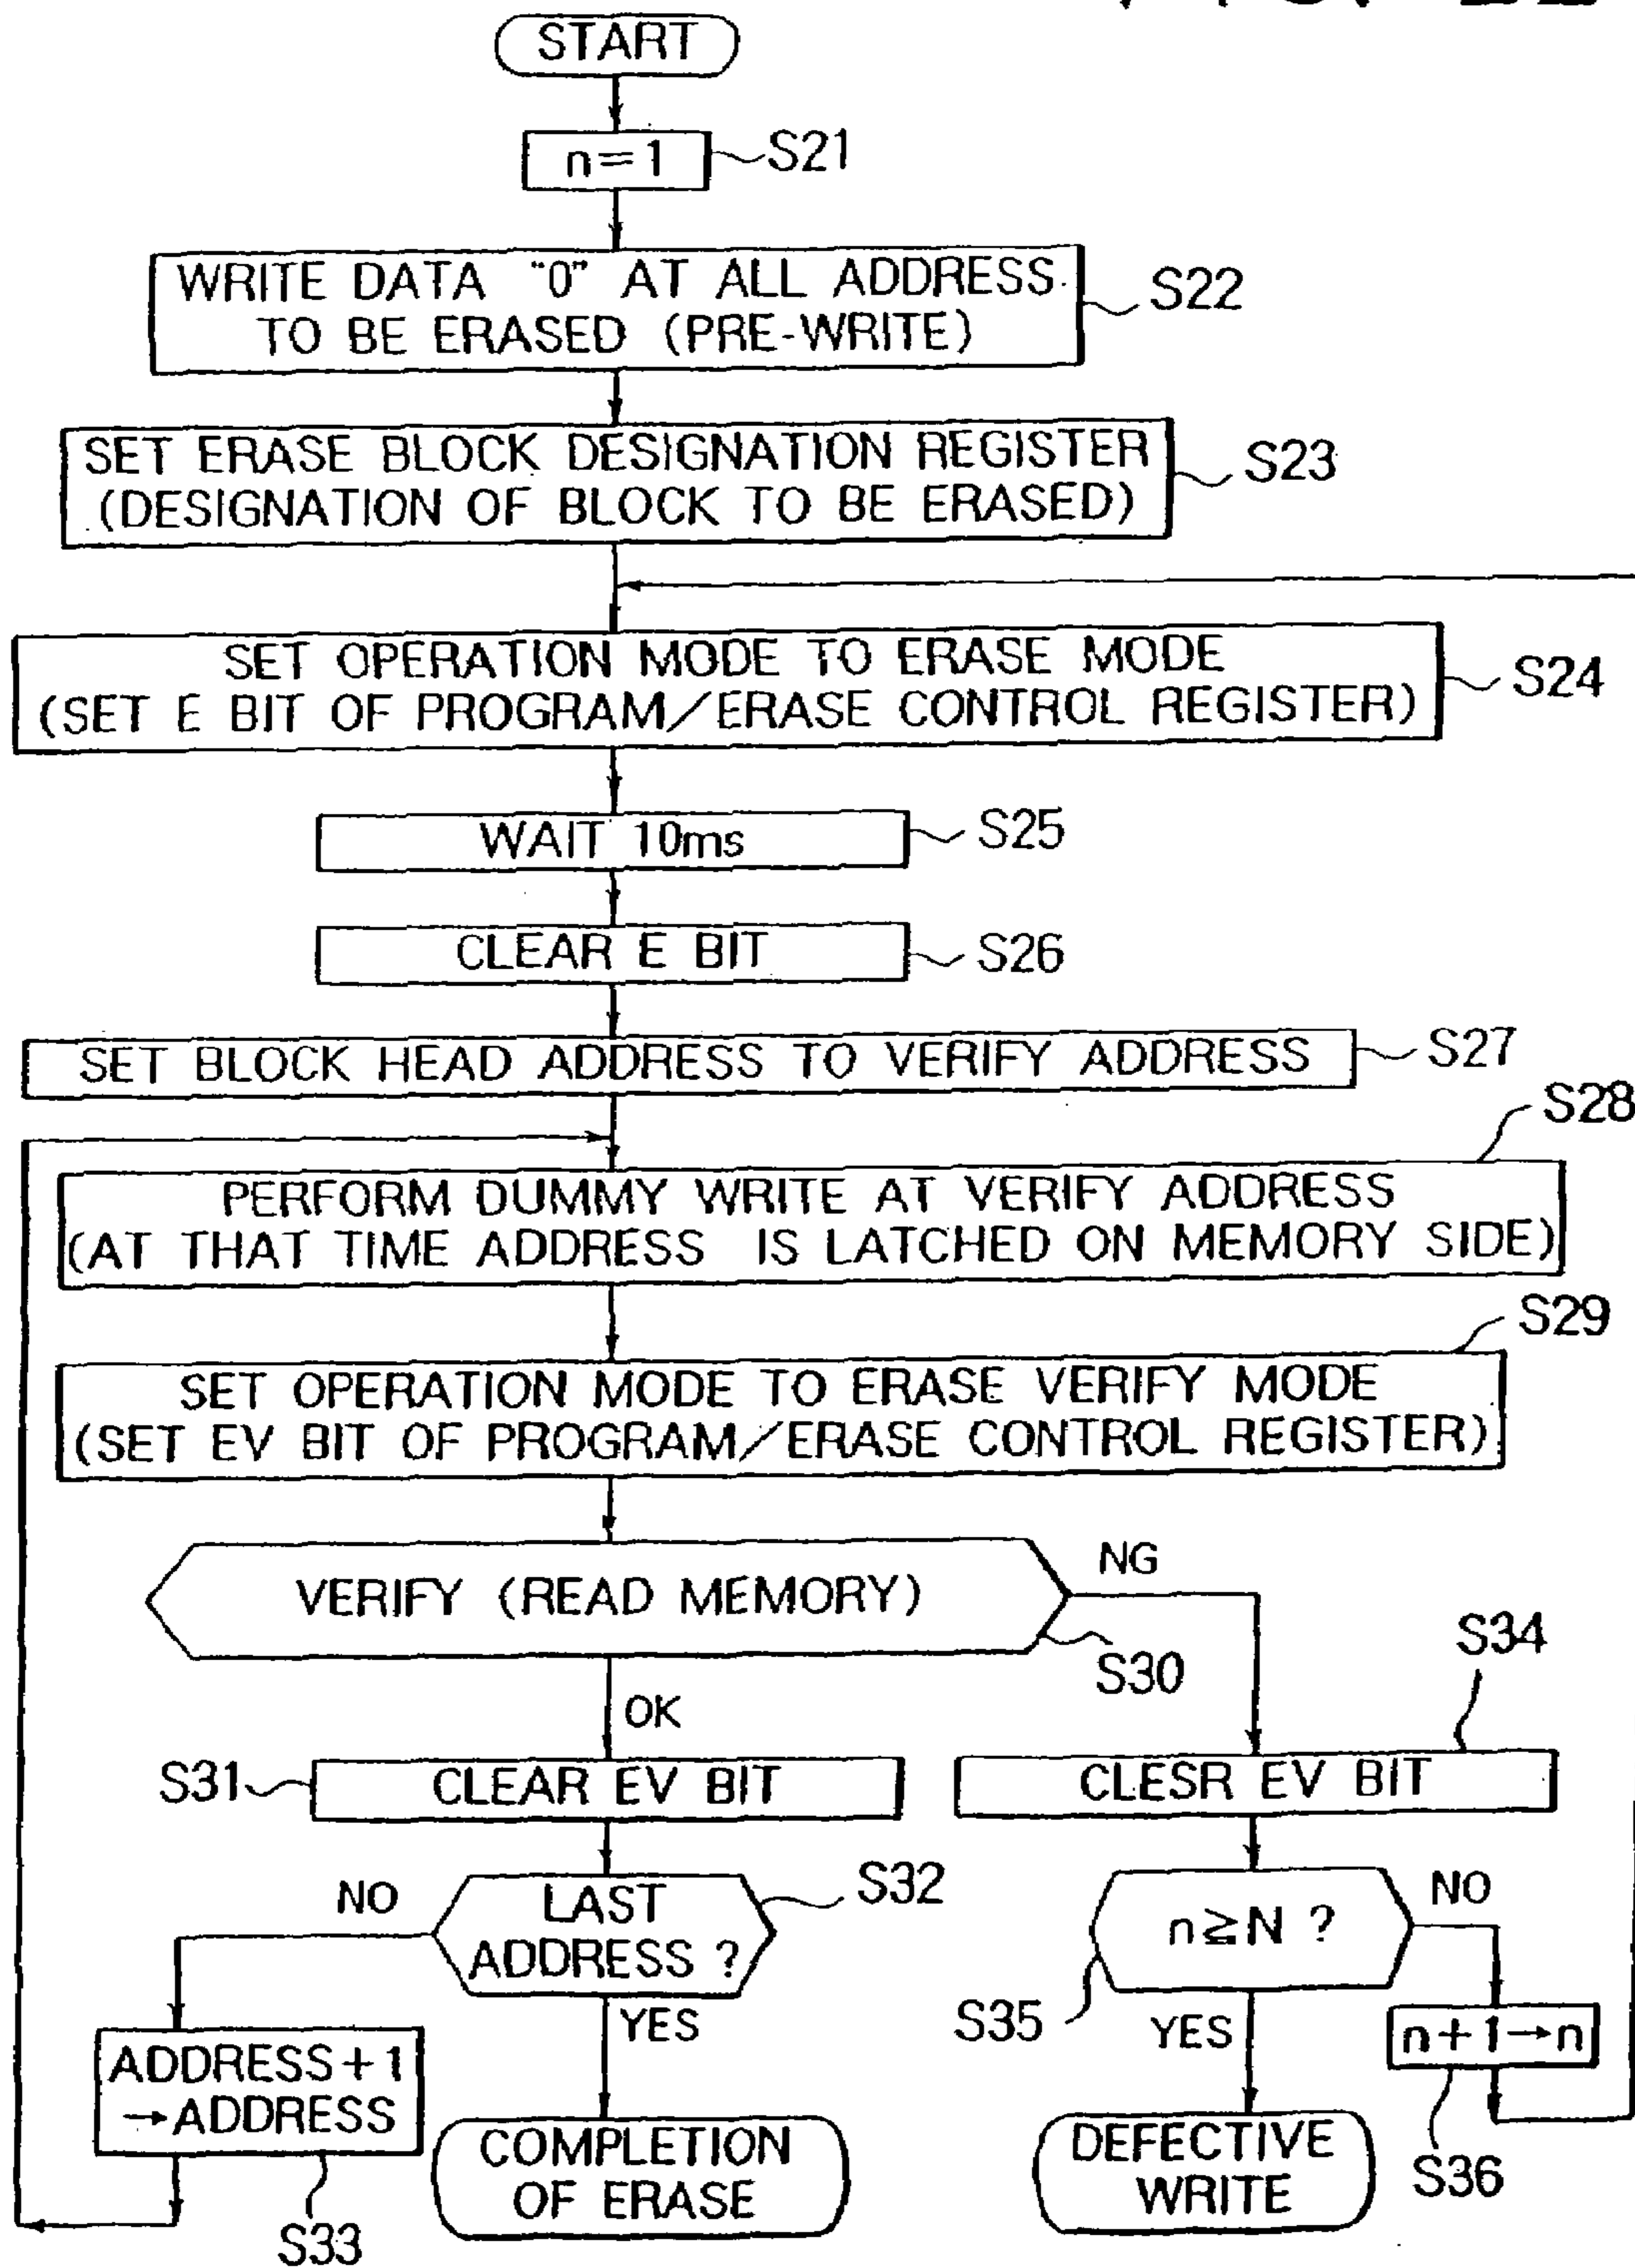 START
n=1
S21
WRITE DATA "0" AT ALL ADDRESS
TO BE ERASED (PRE-WRITE)
S22
SET ERASE BLOCK DESIGNATION REGISTER
(DESIGNATION OF BLOCK TO BE ERASED)
S23
SET OPERATION MODE TO ERASE MODE
(SET E BIT OF PROGRAM/ERASE CONTROL REGISTER)
S24
WAIT 10ms
S25
CLEAR E BIT
S26
SET BLOCK HEAD ADDRESS TO VERIFY ADDRESS
S27
S28
PERFORM DUMMY WRITE AT VERIFY ADDRESS
(AT THAT TIME ADDRESS IS LATCHED ON MEMORY SIDE)
S29
SET OPERATION MODE TO ERASE VERIFY MODE
(SET EV BIT OF PROGRAM/ERASE CONTROL REGISTER)
VERIFY (READ MEMORY)
NG
S30
OK
S34
S31
CLEAR EV BIT
CLESR EV BIT
NO
LAST
ADDRESS ?
S32
n≧N ?
NO
S35
YES
YES
n+1→n
S36
ADDRESS+1
→ADDRESS
S33
COMPLETION
OF ERASE
DEFECTIVE
WRITE